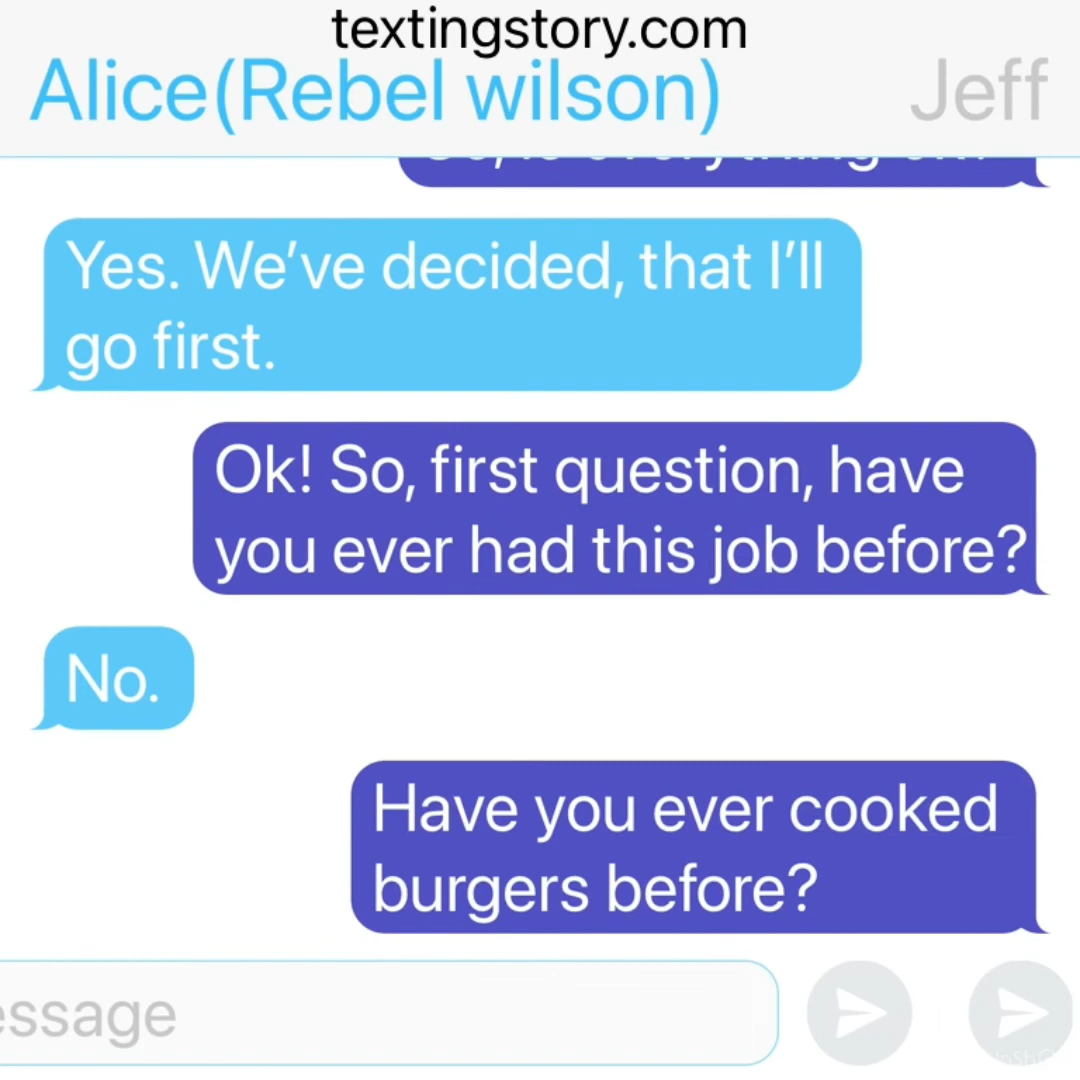 textingstory.com
Alice(Rebel wilson) Jeff
Yes. We’ve decided, that I’ll
go first.
Ok! So, first question, have
you ever had this job before?
No.
Have you ever cooked
burgers before?
essage